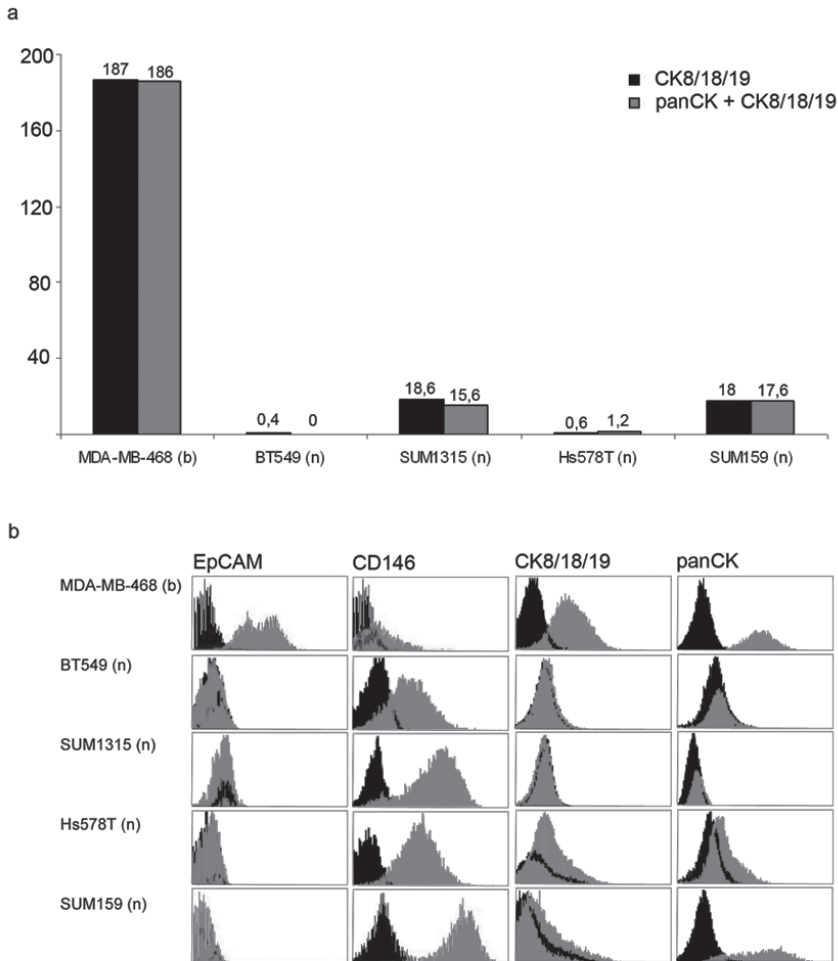 a
200
160
120
80
40
187
186
0,4
0
18,6
15,6
0,6
1,2
18
17,6
CK8/18/19
panCK + CK8/18/19
MDA-MB-468 (b)
BT549 (n)
SUM1315 (n)
Hs578T (n)
SUM159 (n)
b
EpCAM
CD146
CK8/18/19
panCK
MDA-MB-468 (b)
BT549 (n)
SUM1315 (n)
Hs578T (n)
SUM159 (n)